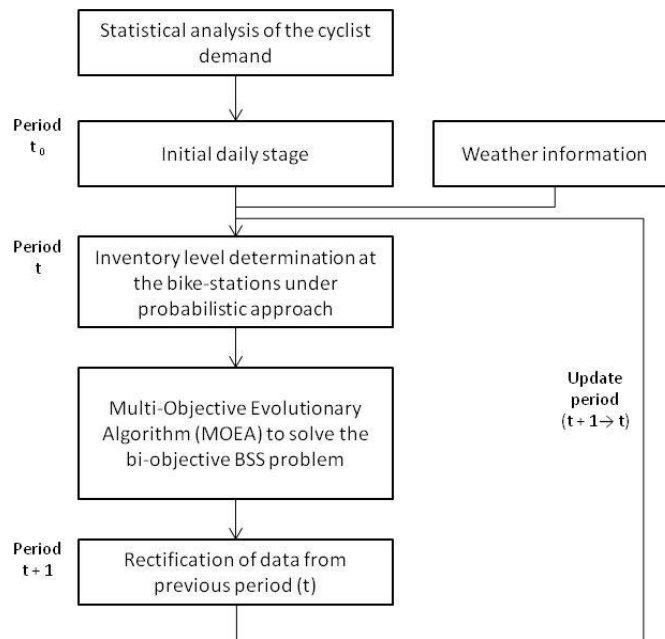 Statistical analysis of the cyclist
demand
Period
t 0
Initial daily stage
Weather information
Period
t
Inventory level determination at
the bike-stations under
probabilistic approach
Multi-Objective Evolutionary
Algorithm (MOEA) to solve the
bi-objective BSS problem
Update
period
(t + 1→ t)
Period
t + 1
Rectification of data from
previous period (t)